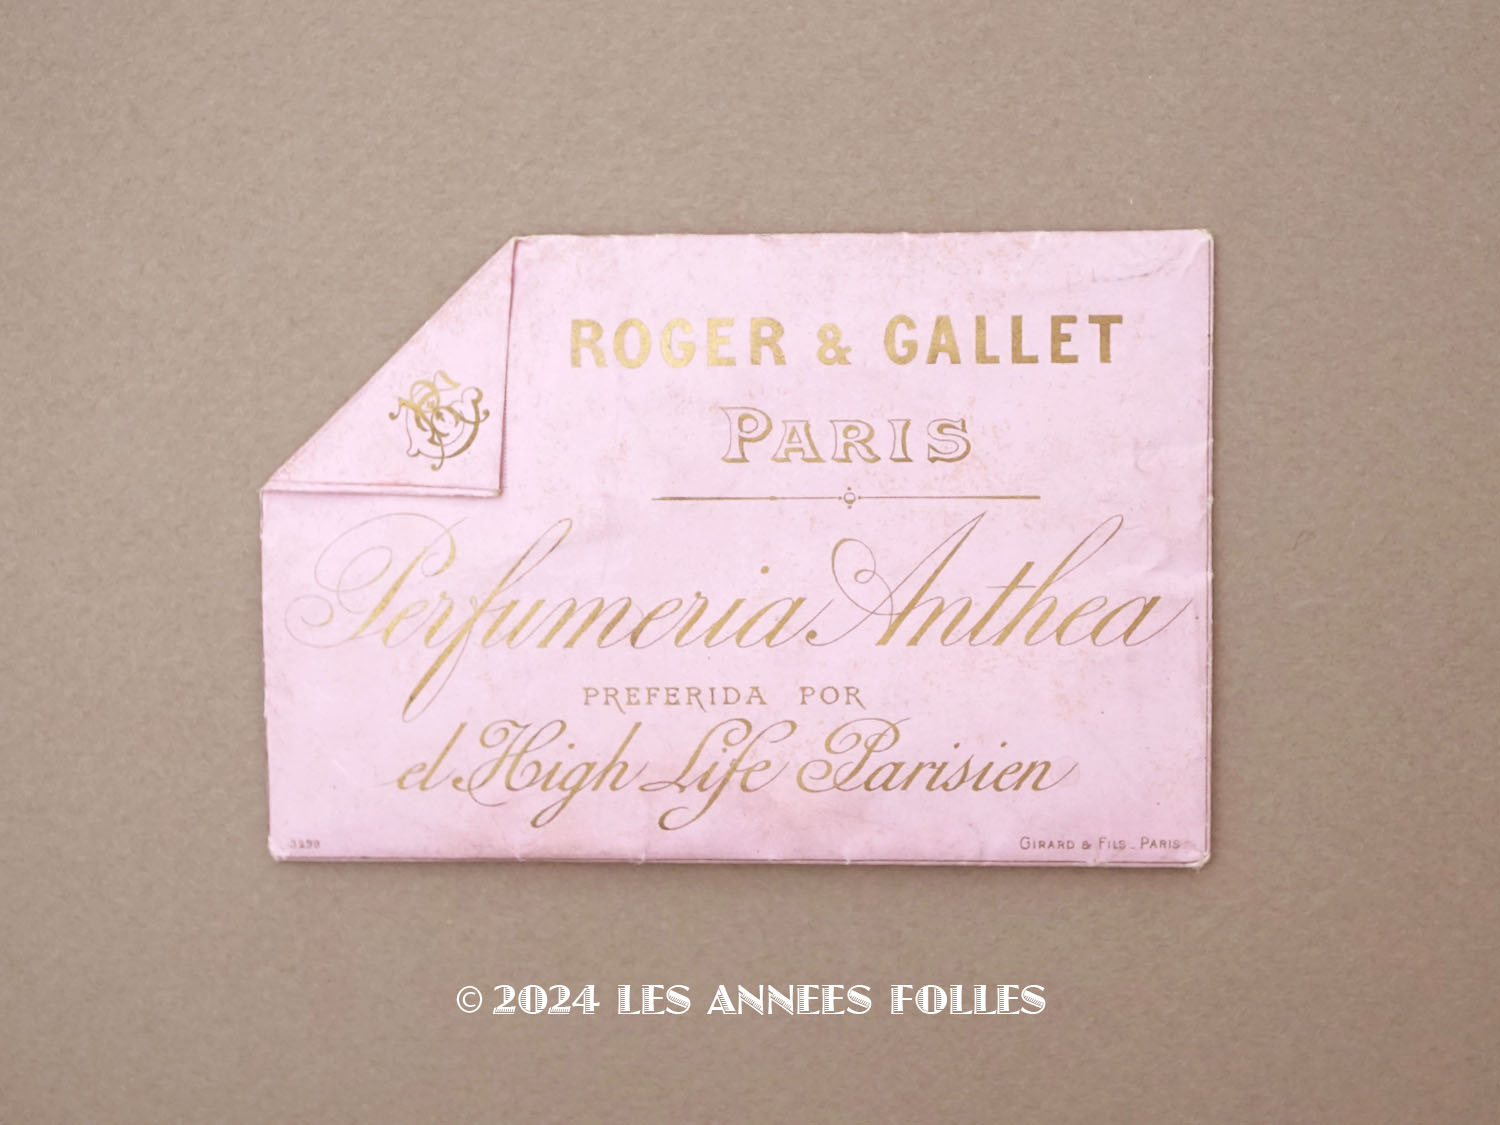 ROGER & GALLET
PARIS
Perfumeria Anthea
PREFERIDA POR
el High Life Parisien
GIRARD & FILS - PARIS
© 2024 LES ANNEES FOLLES